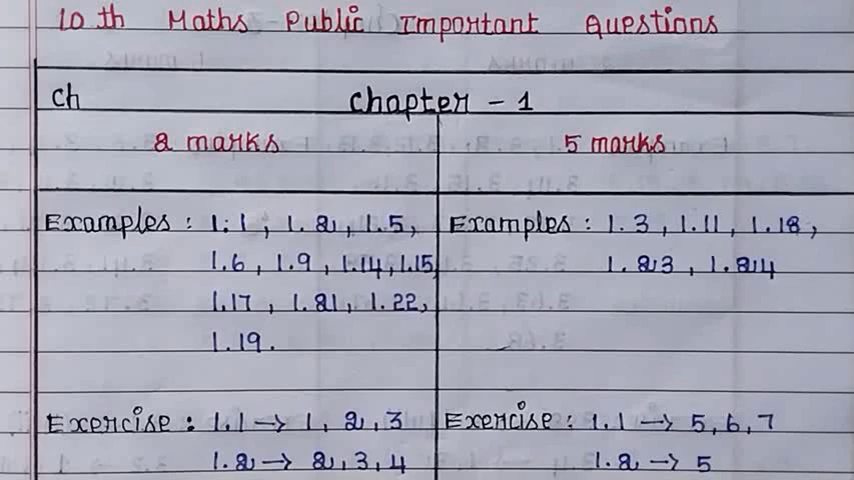 10 th Maths Public Important Questions
Ch Chapter - 1
2 marks 5 marks
Examples : 1.1, 1.2, 1.5, Examples : 1.3, 1.11, 1.18,
1.6, 1.9, 1.14, 1.15, 1.23, 1.24
1.17, 1.21, 1.22,
1.19.
Exercise : 1.1 → 1, 2, 3 Exercise : 1.1 → 5, 6, 7
1.2 → 2, 3, 4 1.2 → 5